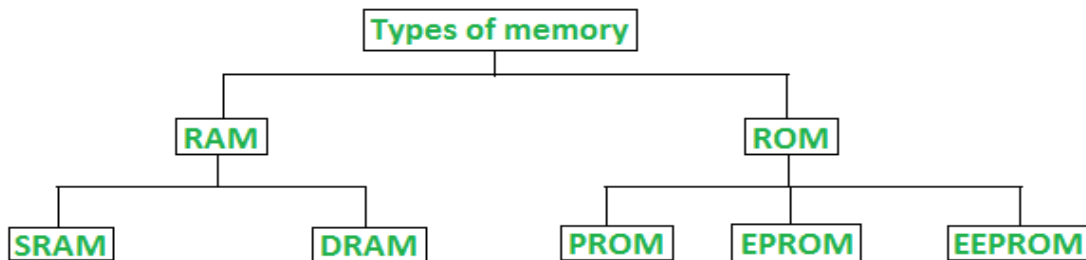 Types of memory
RAM
ROM
SRAM
DRAM
PROM
EPROM
EEPROM